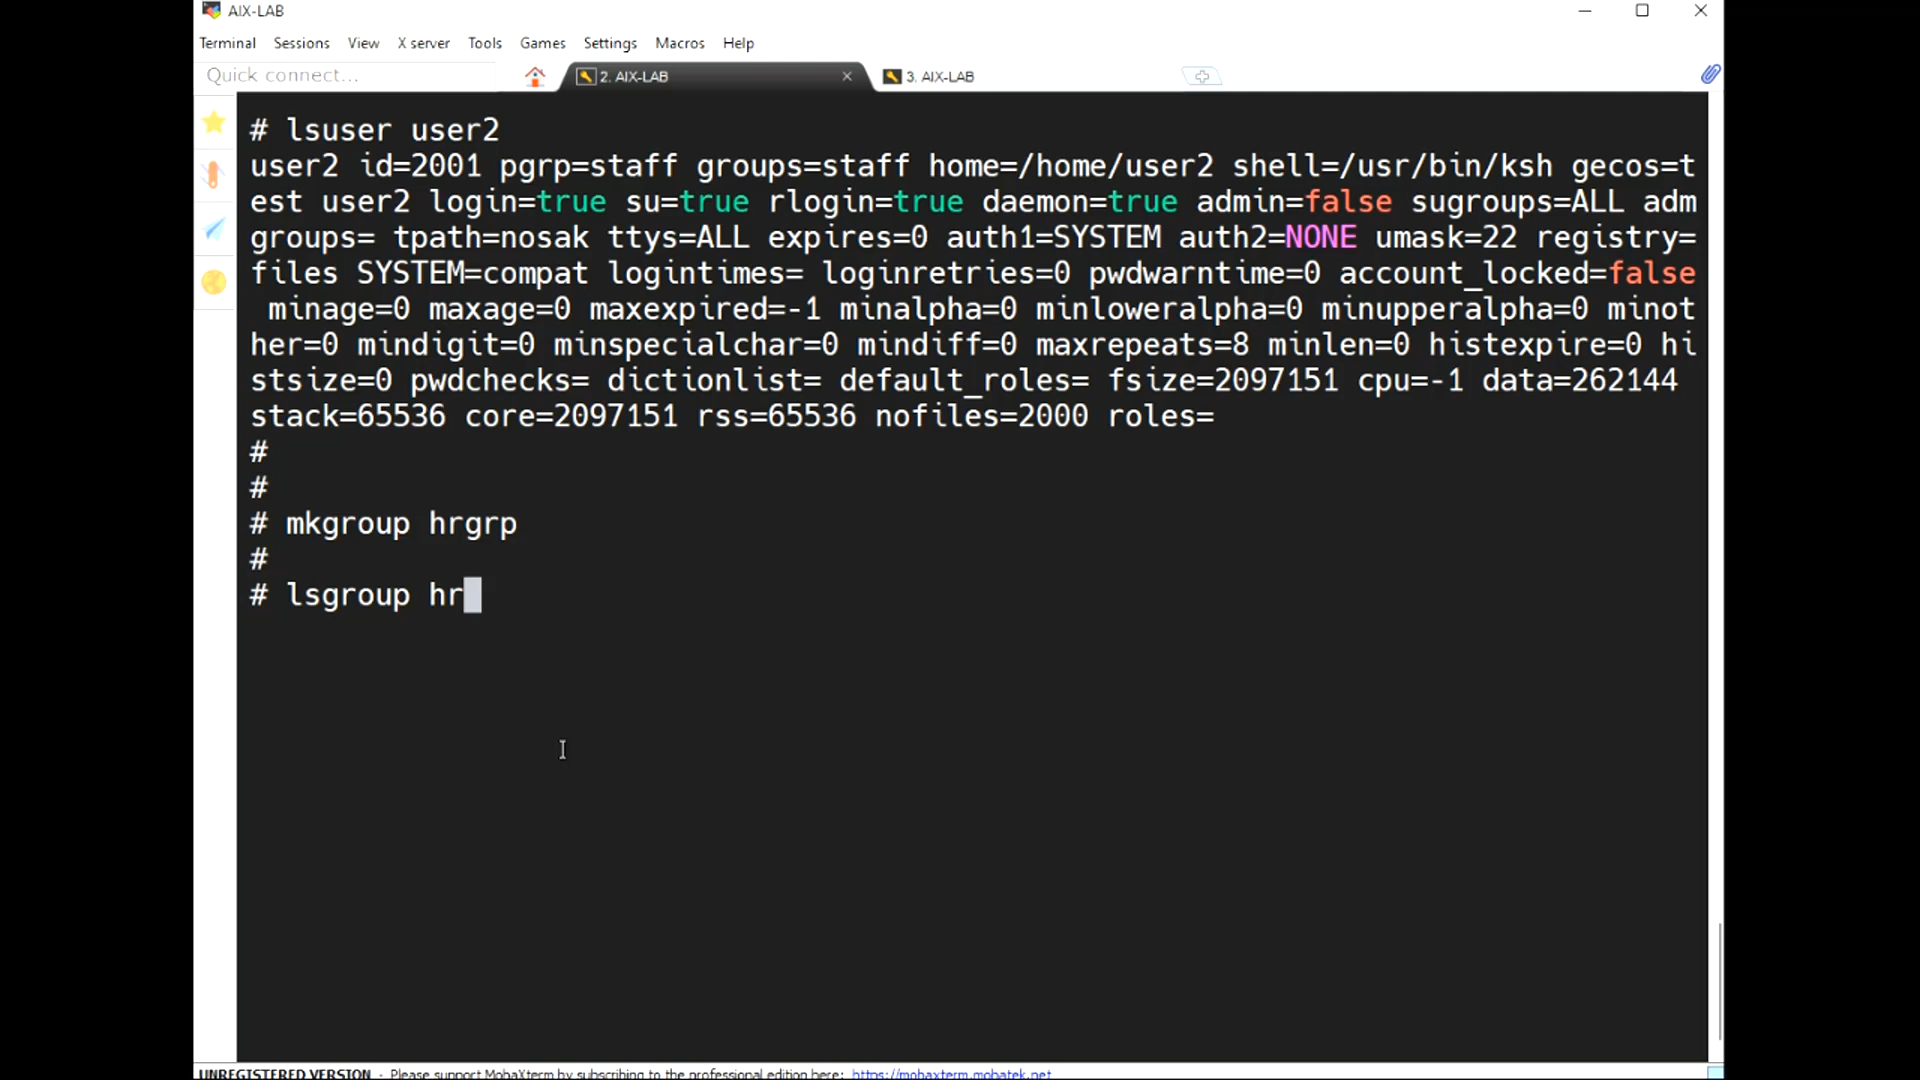 AIX-LAB
Terminal Sessions View X server Tools Games Settings Macros Help
Quick connect...
2. AIX-LAB
3. AIX-LAB
# lsuser user2
user2 id=2001 pgrp=staff groups=staff home=/home/user2 shell=/usr/bin/ksh gecos=t
est user2 login=true su=true rlogin=true daemon=true admin=false sugroups=ALL adm
groups= tpath=nosak ttys=ALL expires=0 auth1=SYSTEM auth2=NONE umask=22 registry=
files SYSTEM=compat logintimes= loginretries=0 pwdwarntime=0 account_locked=false
 minage=0 maxage=0 maxexpired=-1 minalpha=0 minloweralpha=0 minupperalpha=0 minot
her=0 mindigit=0 minspecialchar=0 mindiff=0 maxrepeats=8 minlen=0 histexpire=0 hi
stsize=0 pwdchecks= dictionlist= default_roles= fsize=2097151 cpu=-1 data=262144
stack=65536 core=2097151 rss=65536 nofiles=2000 roles=
#
#
# mkgroup hrgrp
#
# lsgroup hr
UNREGISTERED VERSION - Please support MobaXterm by subscribing to the professional edition here: https://mobaxterm.mobatek.net